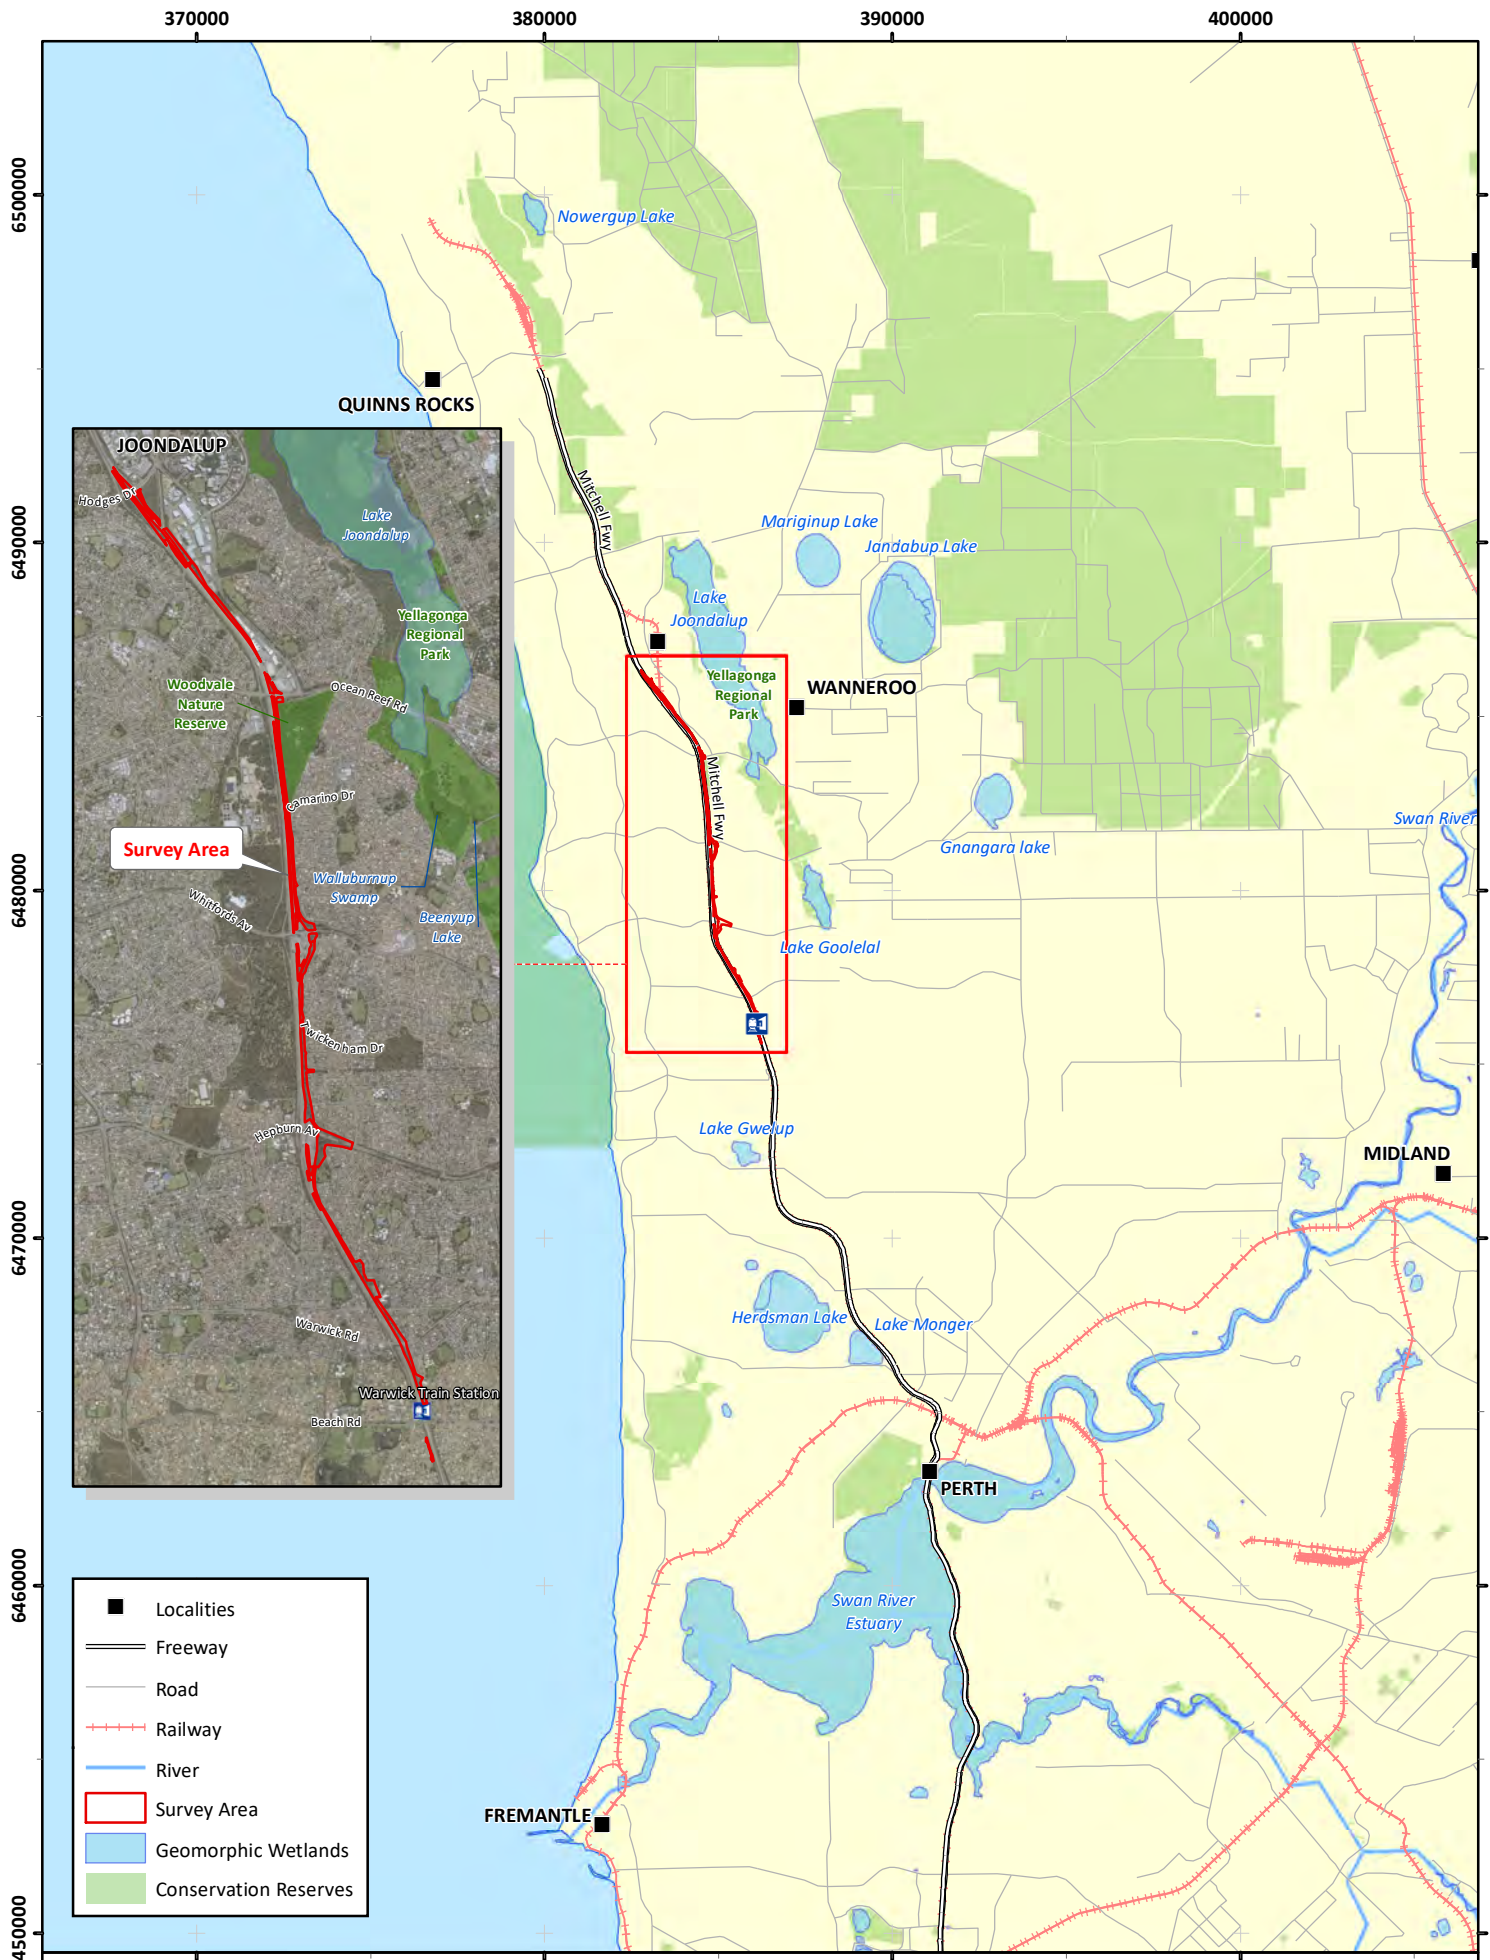 370000
380000
390000
400000
6500000
6490000
6480000
6470000
6460000
450000
Nowergup Lake
QUINNS ROCKS
Mitchell Fwy
Mariginup Lake
Jandabup Lake
Lake
Joondalup
Yellagonga
Regional
Park
WANNEROO
Mitchell Fwy
Gnangara lake
Swan River
Lake Goolelal
Lake Gwelup
MIDLAND
Herdsman Lake
Lake Monger
PERTH
Swan River
Estuary
FREMANTLE
JOONDALUP
Hodges Dr
Lake
Joondalup
Yellagonga
Regional
Park
Woodvale
Nature
Reserve
Ocean Reef Rd
Camarino Dr
Survey Area
Walluburnup
Swamp
Whitfords Av
Beenyup
Lake
Twickenham Dr
Hepburn Av
Warwick Rd
Warwick Train Station
Beach Rd
Localities
Freeway
Road
Railway
River
Survey Area
Geomorphic Wetlands
Conservation Reserves